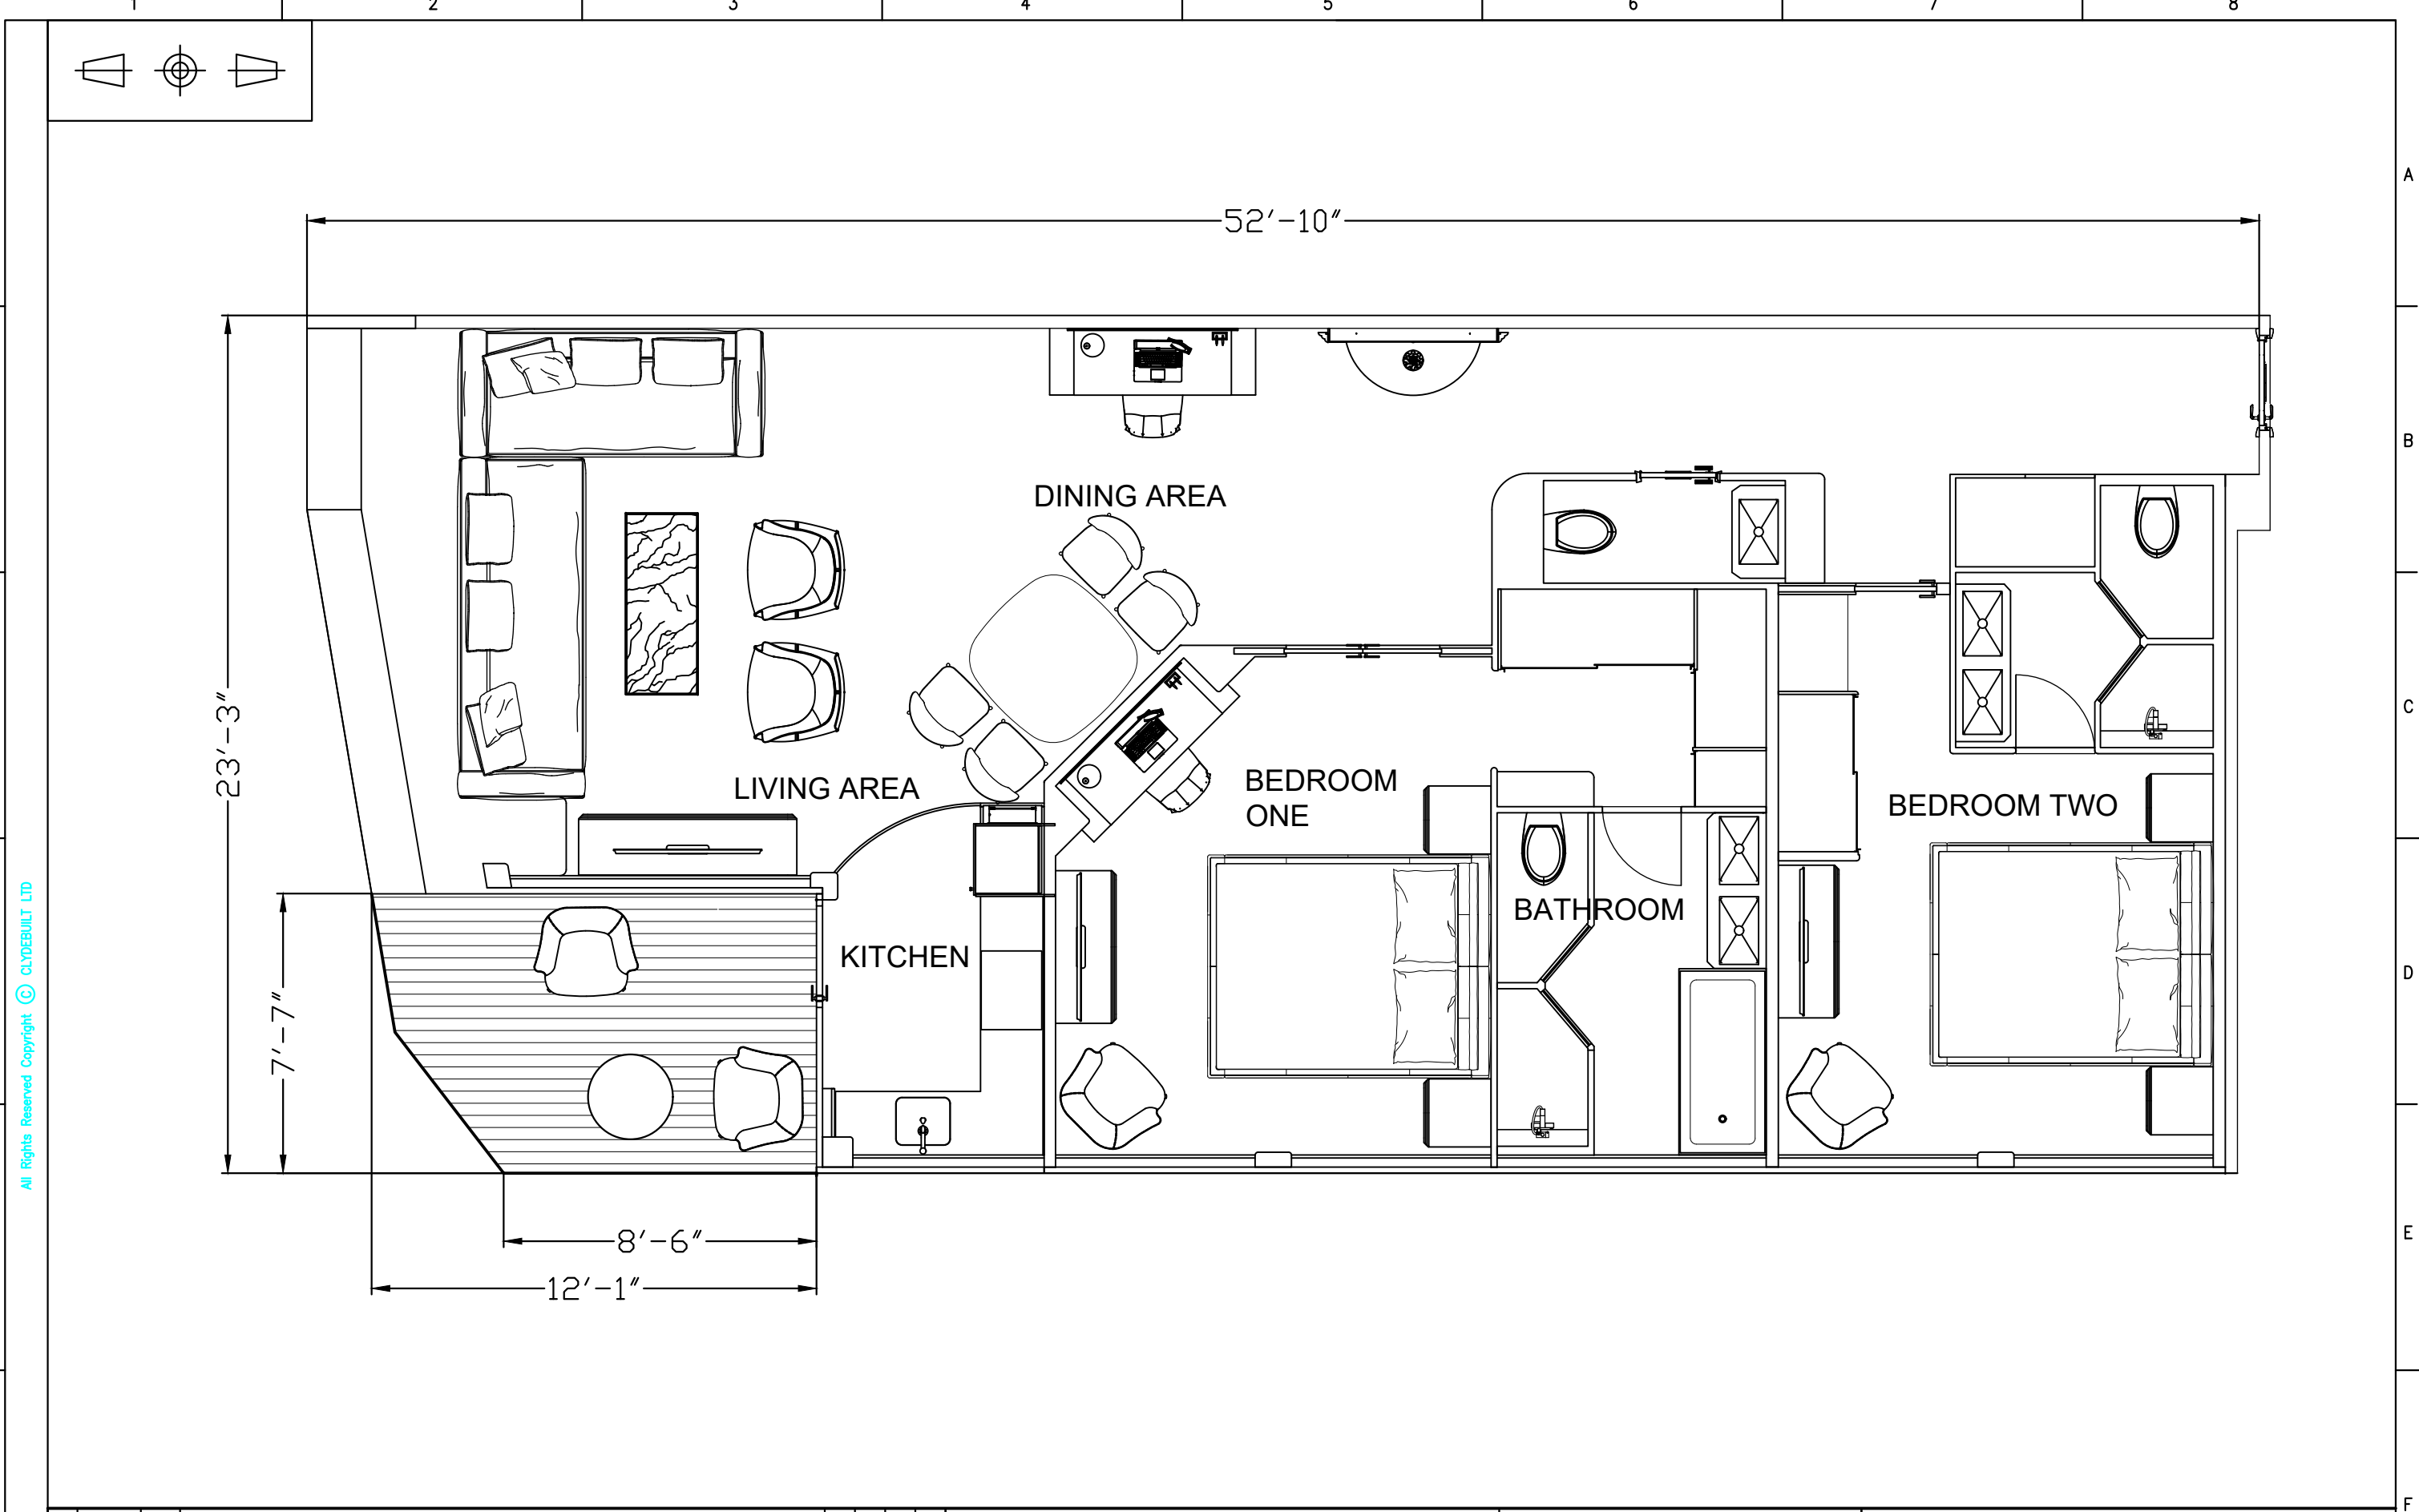 1 2 3 4 5 6 7 8
A
52'-10"
B
DINING AREA
C
23'-3"
LIVING AREA
BEDROOM
ONE
BEDROOM TWO
BATHROOM
KITCHEN
D
7'-7"
All Rights Reserved Copyright © CLYDEBUILT LTD
8'-6"
E
12'-1"
F